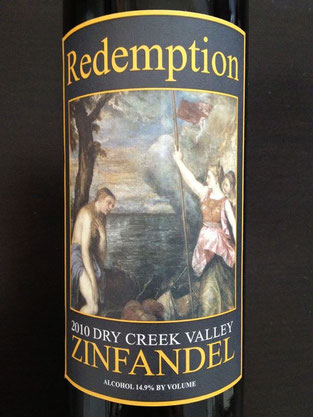 Redemption
2010 DRY CREEK VALLEY
ZINFANDEL
ALCOHOL 14.9% BY VOLUME